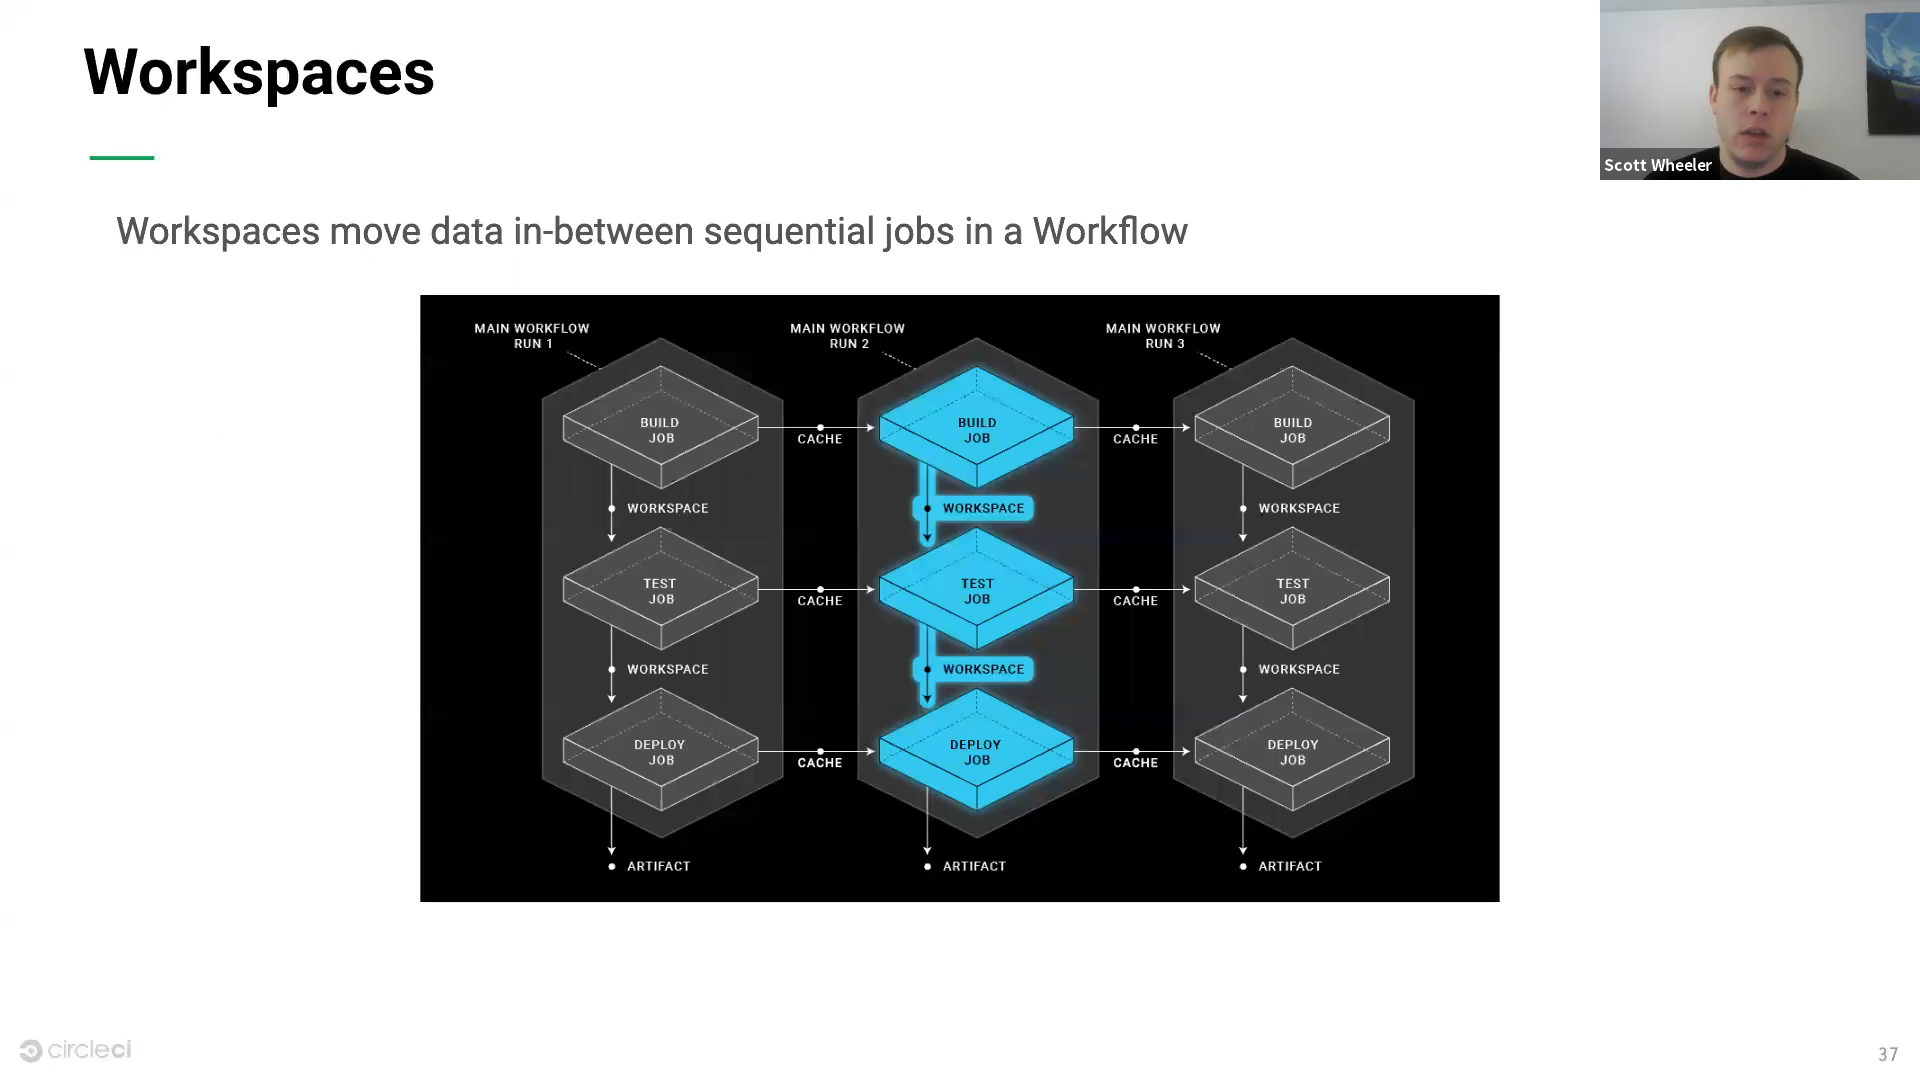 Workspaces
Scott Wheeler
Workspaces move data in-between sequential jobs in a Workflow
MAIN WORKFLOW
RUN 1
MAIN WORKFLOW
RUN 2
MAIN WORKFLOW
RUN 3
BUILD
JOB
CACHE
BUILD
JOB
CACHE
BUILD
JOB
WORKSPACE
WORKSPACE
WORKSPACE
TEST
JOB
CACHE
TEST
JOB
CACHE
TEST
JOB
WORKSPACE
WORKSPACE
WORKSPACE
DEPLOY
JOB
CACHE
DEPLOY
JOB
CACHE
DEPLOY
JOB
ARTIFACT
ARTIFACT
ARTIFACT
circleci
37